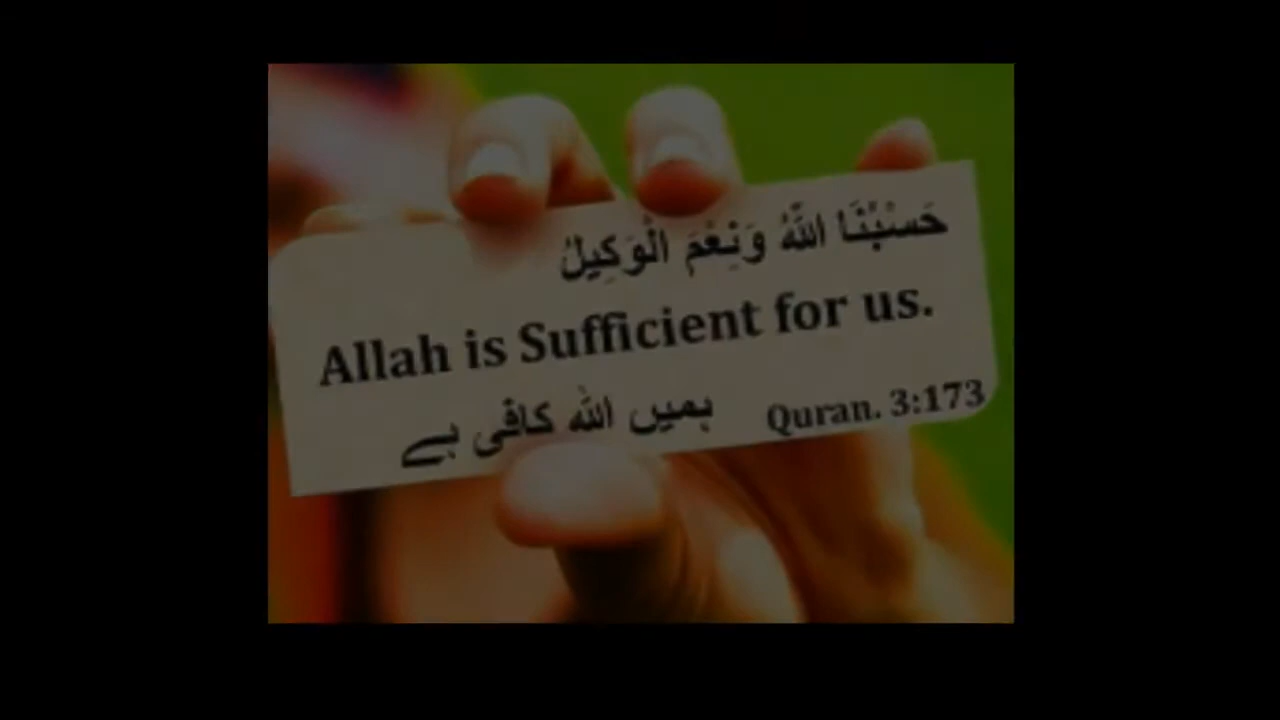 حَسْبُنَا اللّٰهُ وَنِعْمَ الْوَكِيلُ
Allah is Sufficient for us.
ہمیں اللہ کافی ہے
Quran. 3:173